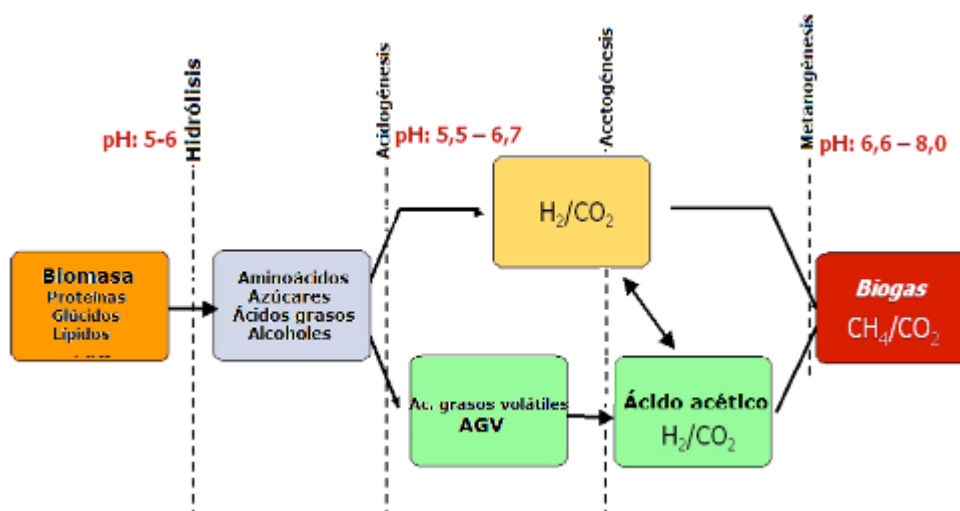 Hidrólisis
Acidogénesis
Acetogénesis
Metanogénesis
pH: 5-6
pH: 5,5 – 6,7
pH: 6,6 – 8,0
H₂/CO₂
Biomasa
Proteínas
Glúcidos
Lípidos
Aminoácidos
Azúcares
Ácidos grasos
Alcoholes
Ac. grasos volátiles
AGV
Ácido acético
H₂/CO₂
Biogas
CH₄/CO₂